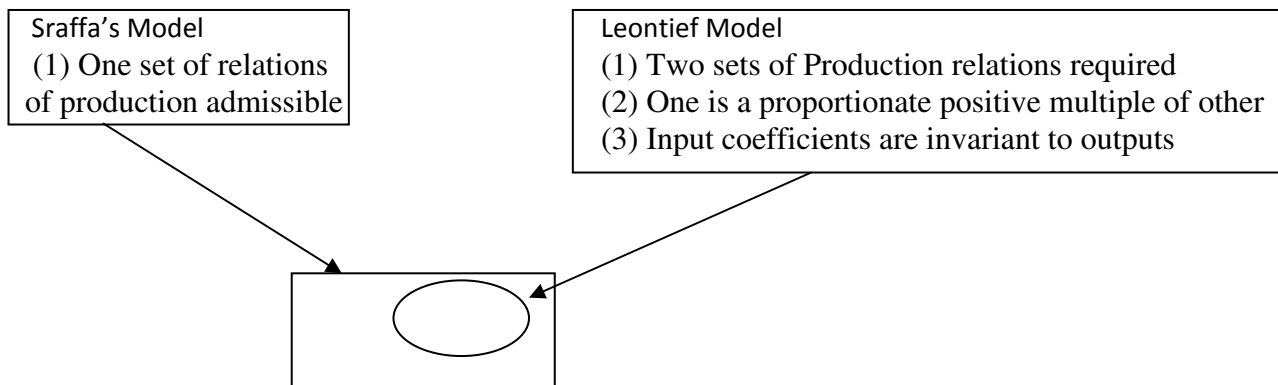 Sraffa's Model
(1) One set of relations
of production admissible
Leontief Model
(1) Two sets of Production relations required
(2) One is a proportionate positive multiple of other
(3) Input coefficients are invariant to outputs